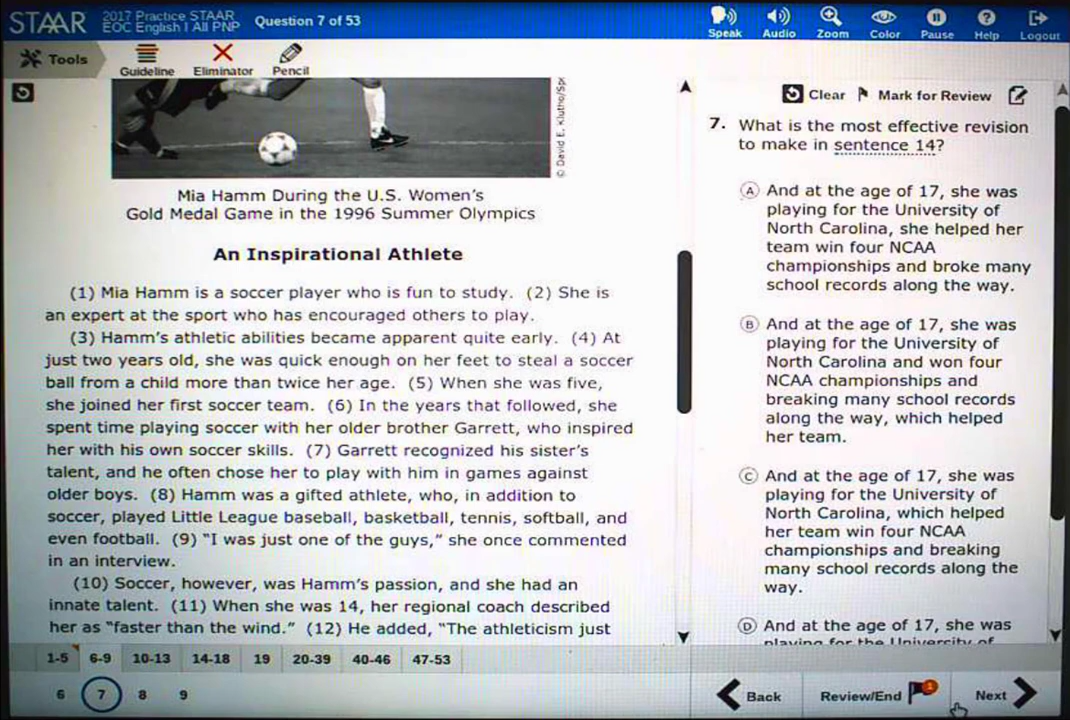 STAAR
2017 Practice STAAR
EOC English I All PNP
Question 7 of 53
Speak
Audio
Zoom
Color
Pause
Help
Logout
Tools
Guideline
Eliminator
Pencil
© David E. Klutho/Spo
Mia Hamm During the U.S. Women's
Gold Medal Game in the 1996 Summer Olympics
An Inspirational Athlete
(1) Mia Hamm is a soccer player who is fun to study. (2) She is
an expert at the sport who has encouraged others to play.
(3) Hamm's athletic abilities became apparent quite early. (4) At
just two years old, she was quick enough on her feet to steal a soccer
ball from a child more than twice her age. (5) When she was five,
she joined her first soccer team. (6) In the years that followed, she
spent time playing soccer with her older brother Garrett, who inspired
her with his own soccer skills. (7) Garrett recognized his sister's
talent, and he often chose her to play with him in games against
older boys. (8) Hamm was a gifted athlete, who, in addition to
soccer, played Little League baseball, basketball, tennis, softball, and
even football. (9) "I was just one of the guys," she once commented
in an interview.
(10) Soccer, however, was Hamm's passion, and she had an
innate talent. (11) When she was 14, her regional coach described
her as "faster than the wind." (12) He added, "The athleticism just
Clear
Mark for Review
7. What is the most effective revision
to make in sentence 14?
A And at the age of 17, she was
playing for the University of
North Carolina, she helped her
team win four NCAA
championships and broke many
school records along the way.
B And at the age of 17, she was
playing for the University of
North Carolina and won four
NCAA championships and
breaking many school records
along the way, which helped
her team.
C And at the age of 17, she was
playing for the University of
North Carolina, which helped
her team win four NCAA
championships and breaking
many school records along the
way.
D And at the age of 17, she was
playing for the University of
1-5
6-9
10-13
14-18
19
20-39
40-46
47-53
6
7
8
9
Back
Review/End
1
Next